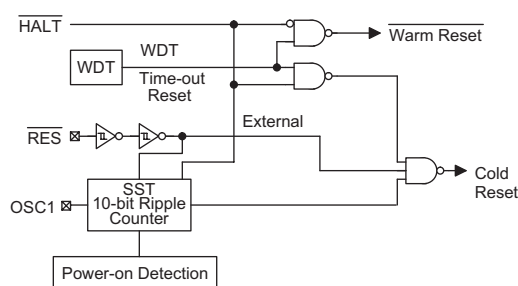 HALT
WDT
Warm Reset
WDT
Time-out
Reset
RES
External
Cold
Reset
OSC1
SST
10-bit Ripple
Counter
Power-on Detection